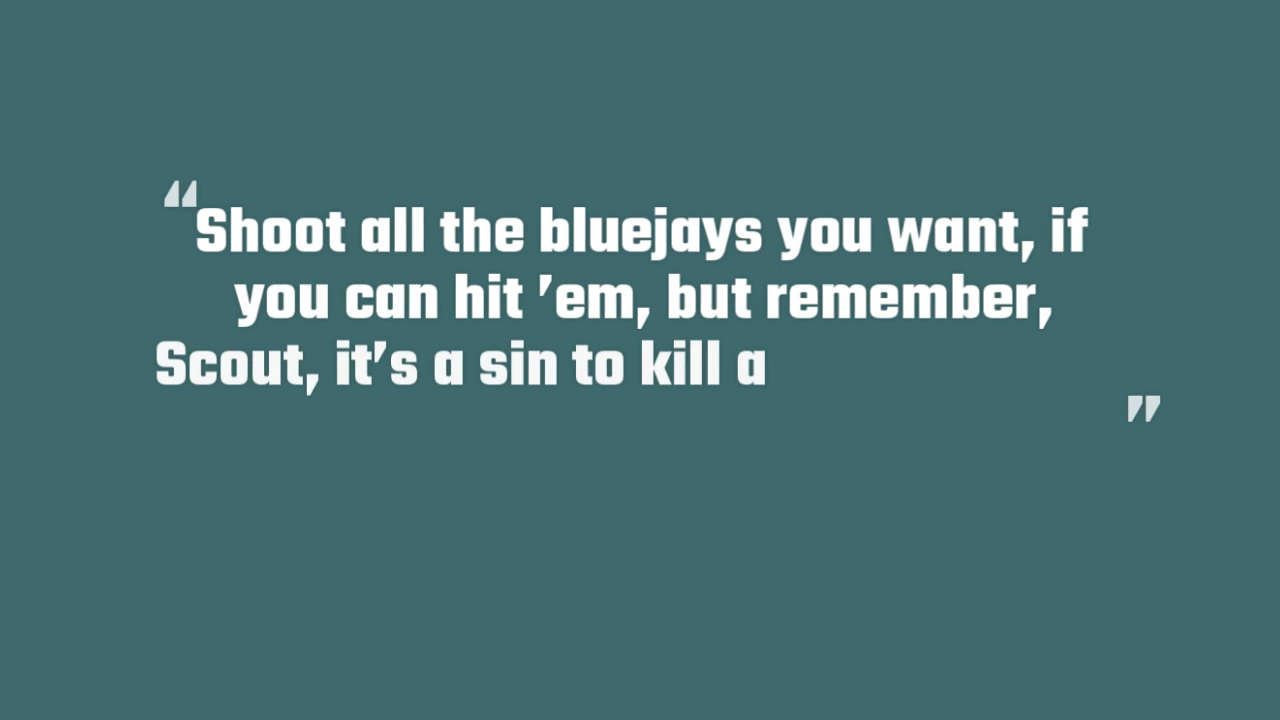 “Shoot all the bluejays you want, if
you can hit ’em, but remember,
Scout, it’s a sin to kill a
”